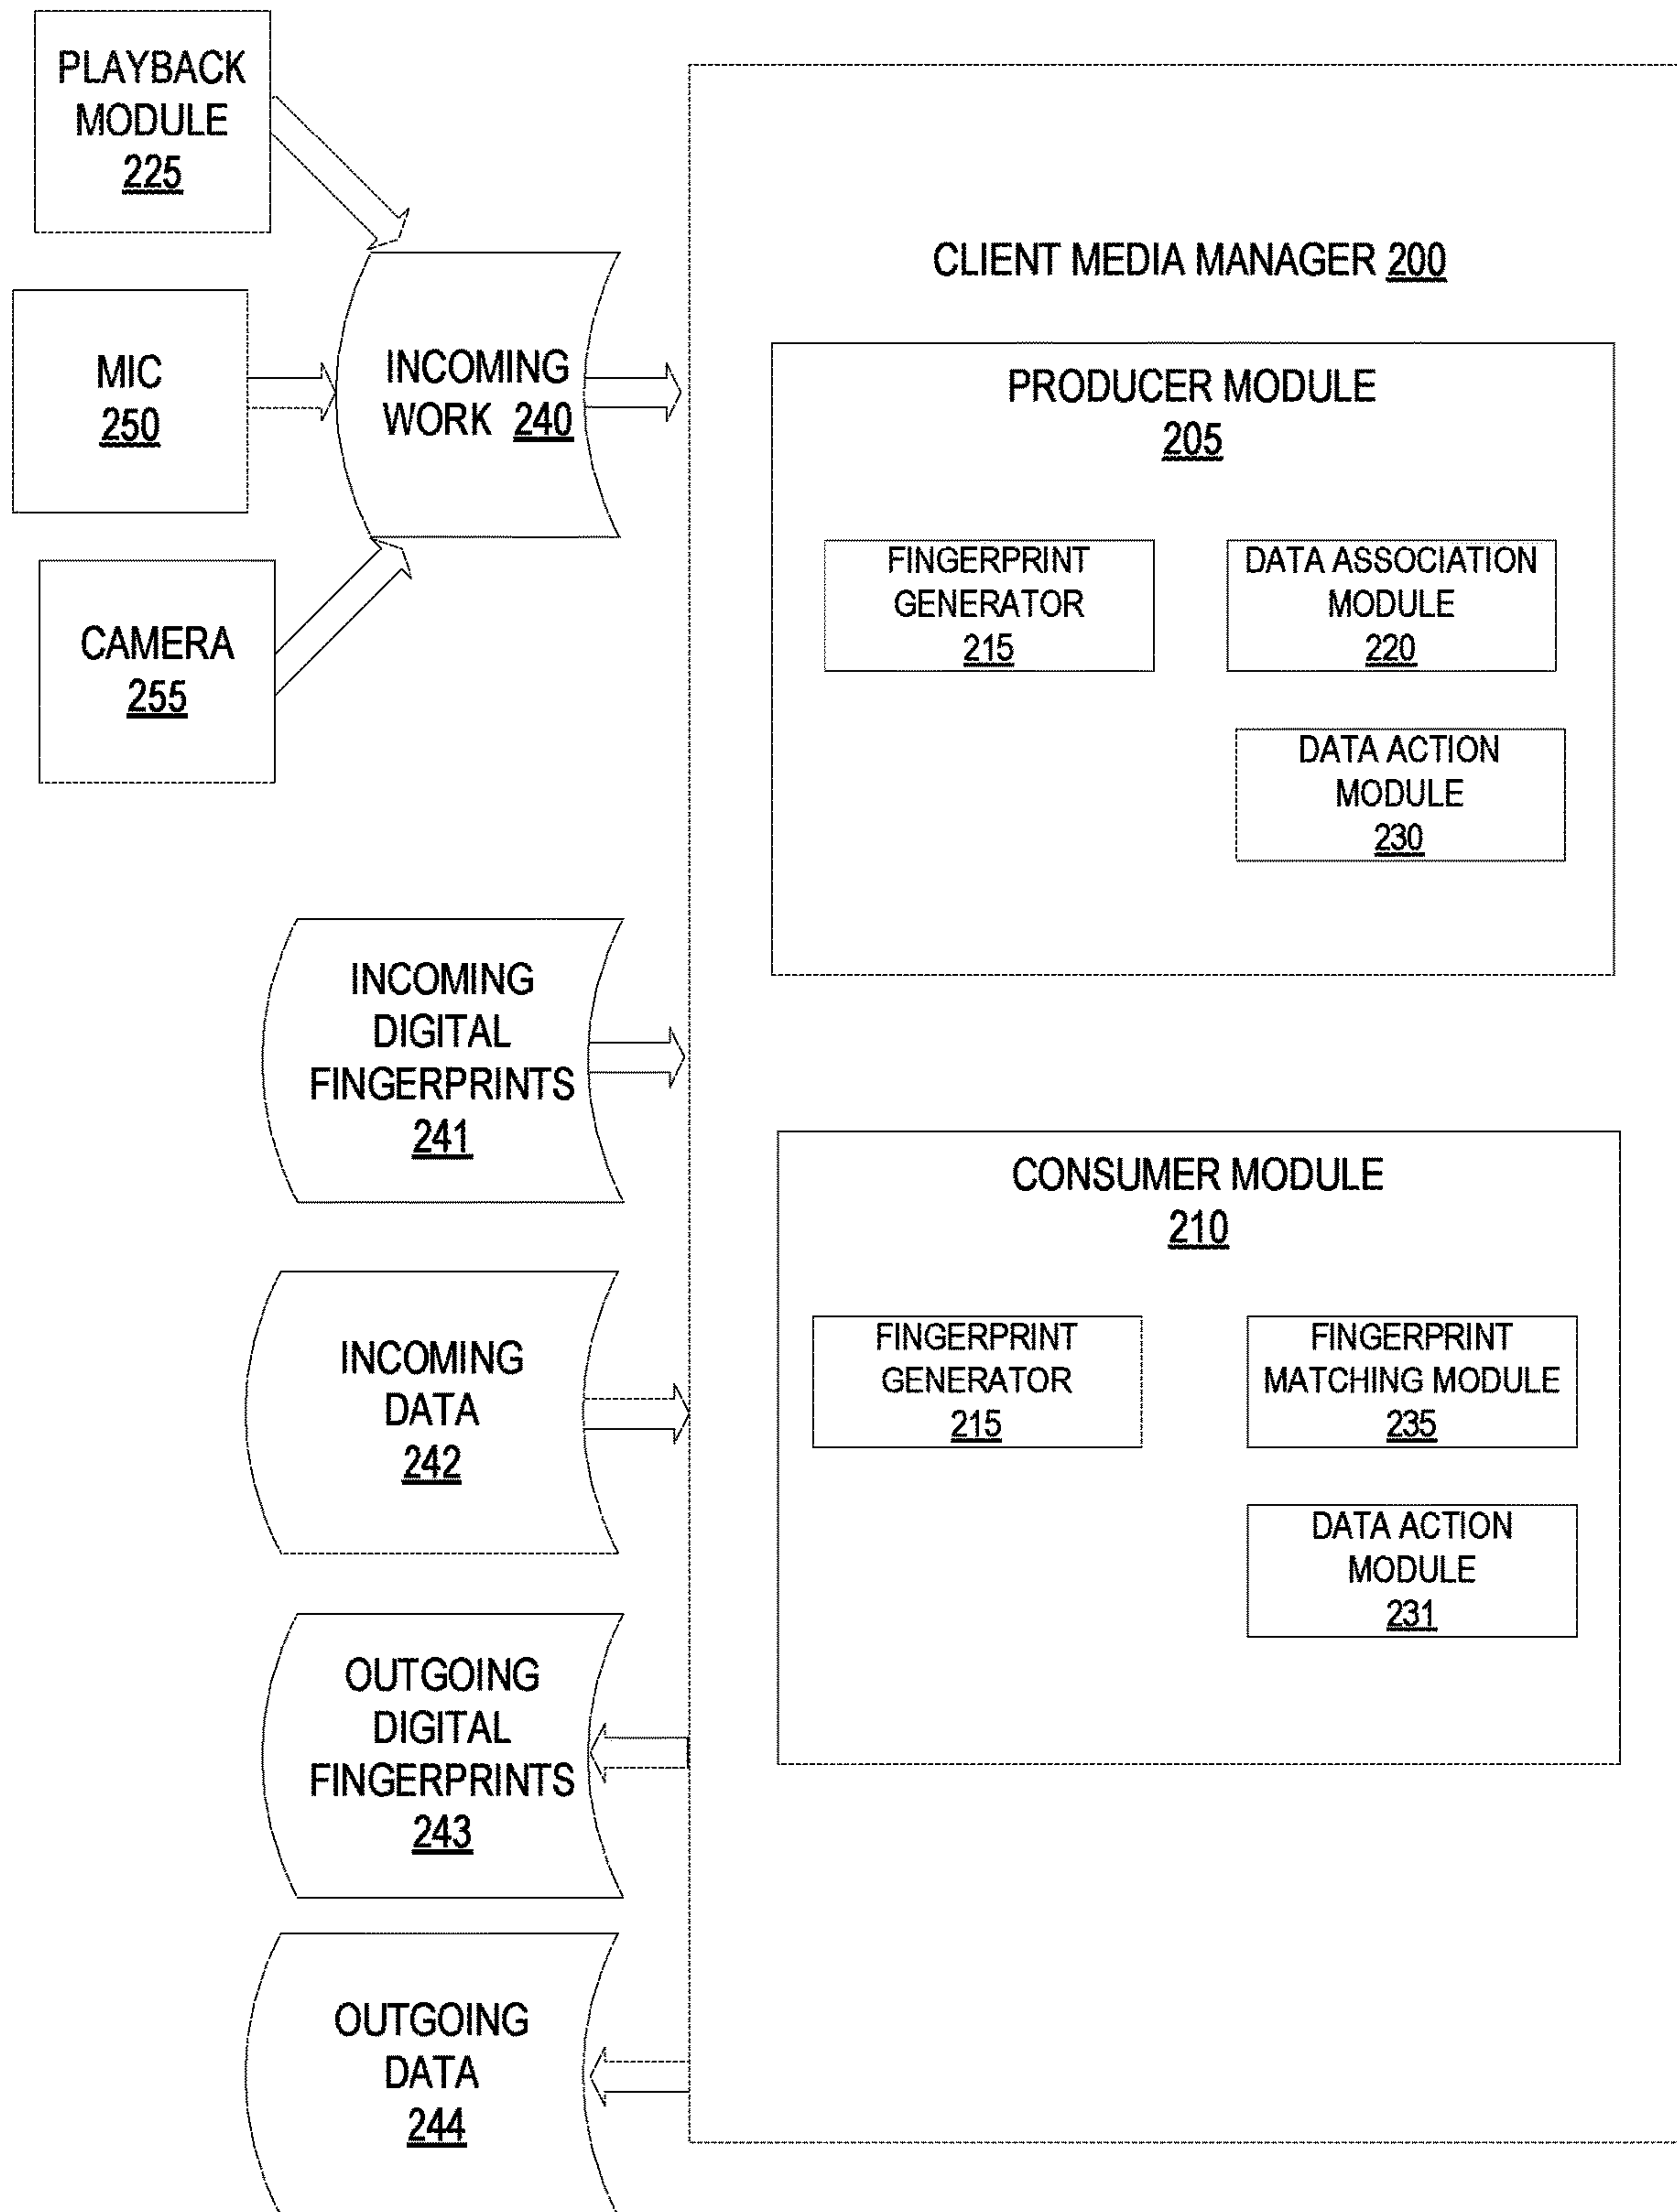 PLAYBACK
MODULE
225
MIC
250
CAMERA
255
INCOMING
WORK 240
CLIENT MEDIA MANAGER 200
PRODUCER MODULE
205
FINGERPRINT
GENERATOR
215
DATA ASSOCIATION
MODULE
220
DATA ACTION
MODULE
230
INCOMING
DIGITAL
FINGERPRINTS
241
INCOMING
DATA
242
CONSUMER MODULE
210
FINGERPRINT
GENERATOR
215
FINGERPRINT
MATCHING MODULE
235
DATA ACTION
MODULE
231
OUTGOING
DIGITAL
FINGERPRINTS
243
OUTGOING
DATA
244